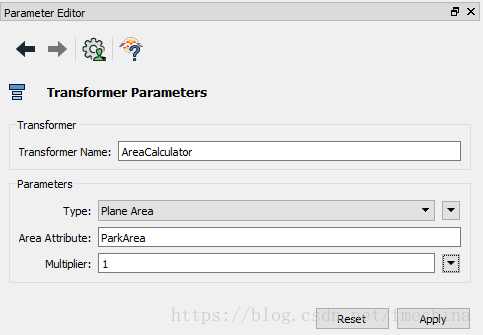 Parameter Editor
Transformer Parameters
Transformer
Transformer Name: AreaCalculator
Parameters
Type: Plane Area
Area Attribute: ParkArea
Multiplier: 1
Reset Apply
https://blog.csdn.net/fmechina